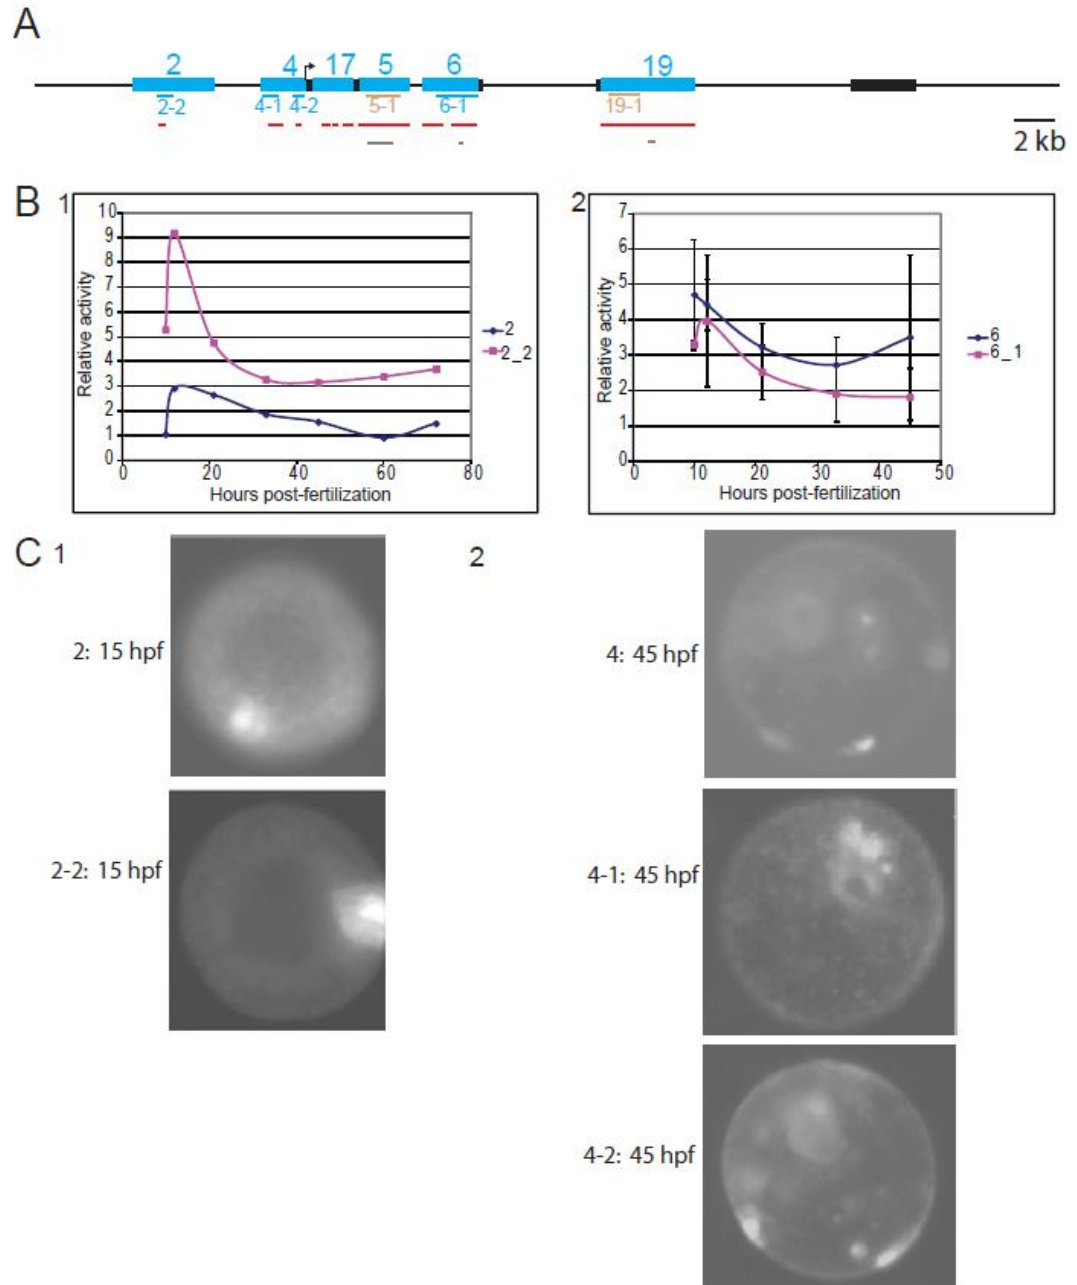 A
2 4 17 5 6 19
2-2 4-1 4-2 5-1 6-1 19-1
2 kb
B 1
10
9
8
7
6
5
4
3
2
1
0
Relative activity
0 20 40 60 80
Hours post-fertilization
2
2_2
2
7
6
5
4
3
2
1
0
Relative activity
0 10 20 30 40 50
Hours post-fertilization
6
6_1
C 1
2: 15 hpf
2-2: 15 hpf
2
4: 45 hpf
4-1: 45 hpf
4-2: 45 hpf